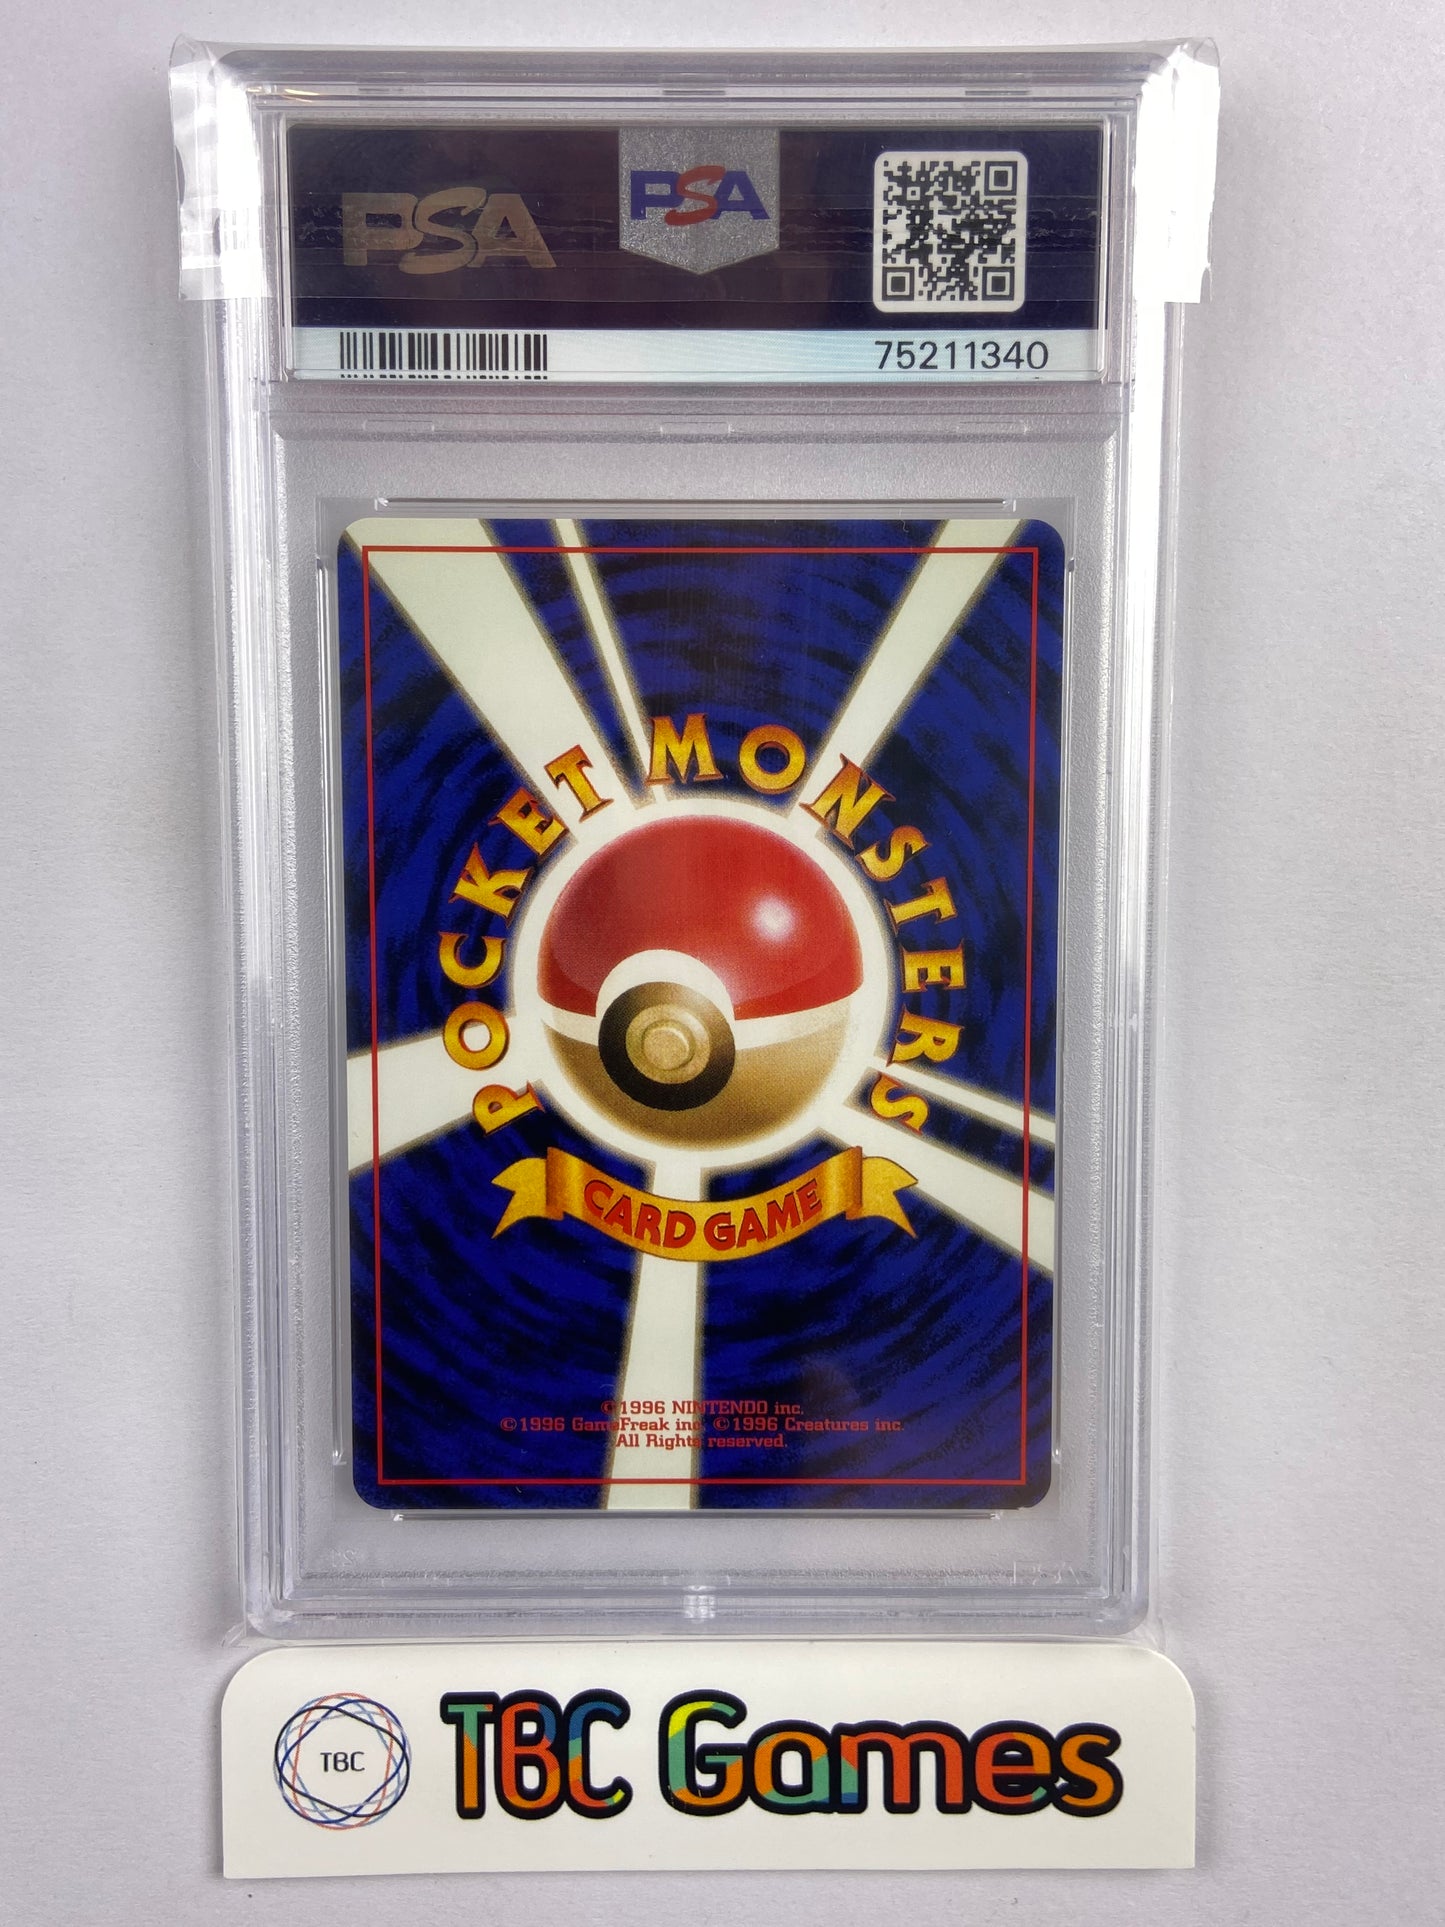 PSA
PSA
75211340
POCKET MONSTERS
CARD GAME
©1996 NINTENDO inc.
©1996 GameFreak inc. ©1996 Creatures inc.
All Rights reserved.
TBC
TBC Games